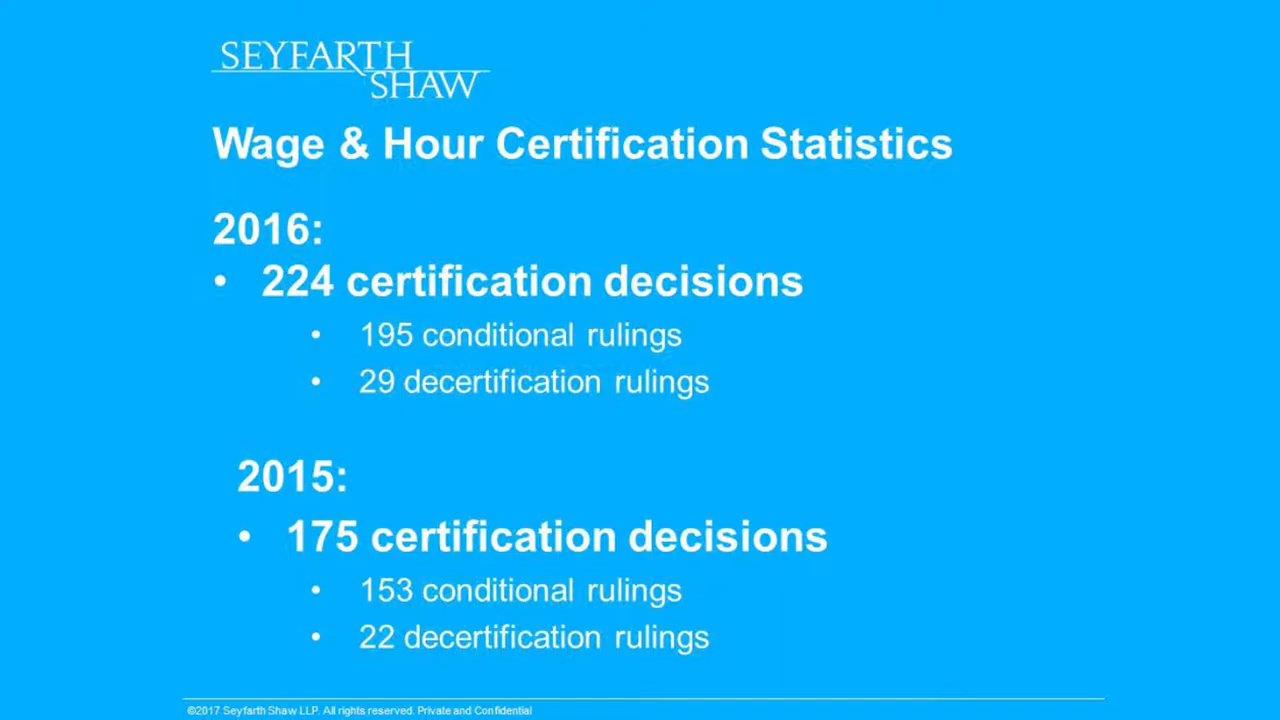 SEYFARTH
SHAW
Wage & Hour Certification Statistics
2016:
• 224 certification decisions
• 195 conditional rulings
• 29 decertification rulings
2015:
• 175 certification decisions
• 153 conditional rulings
• 22 decertification rulings
©2017 Seyfarth Shaw LLP. All rights reserved. Private and Confidential